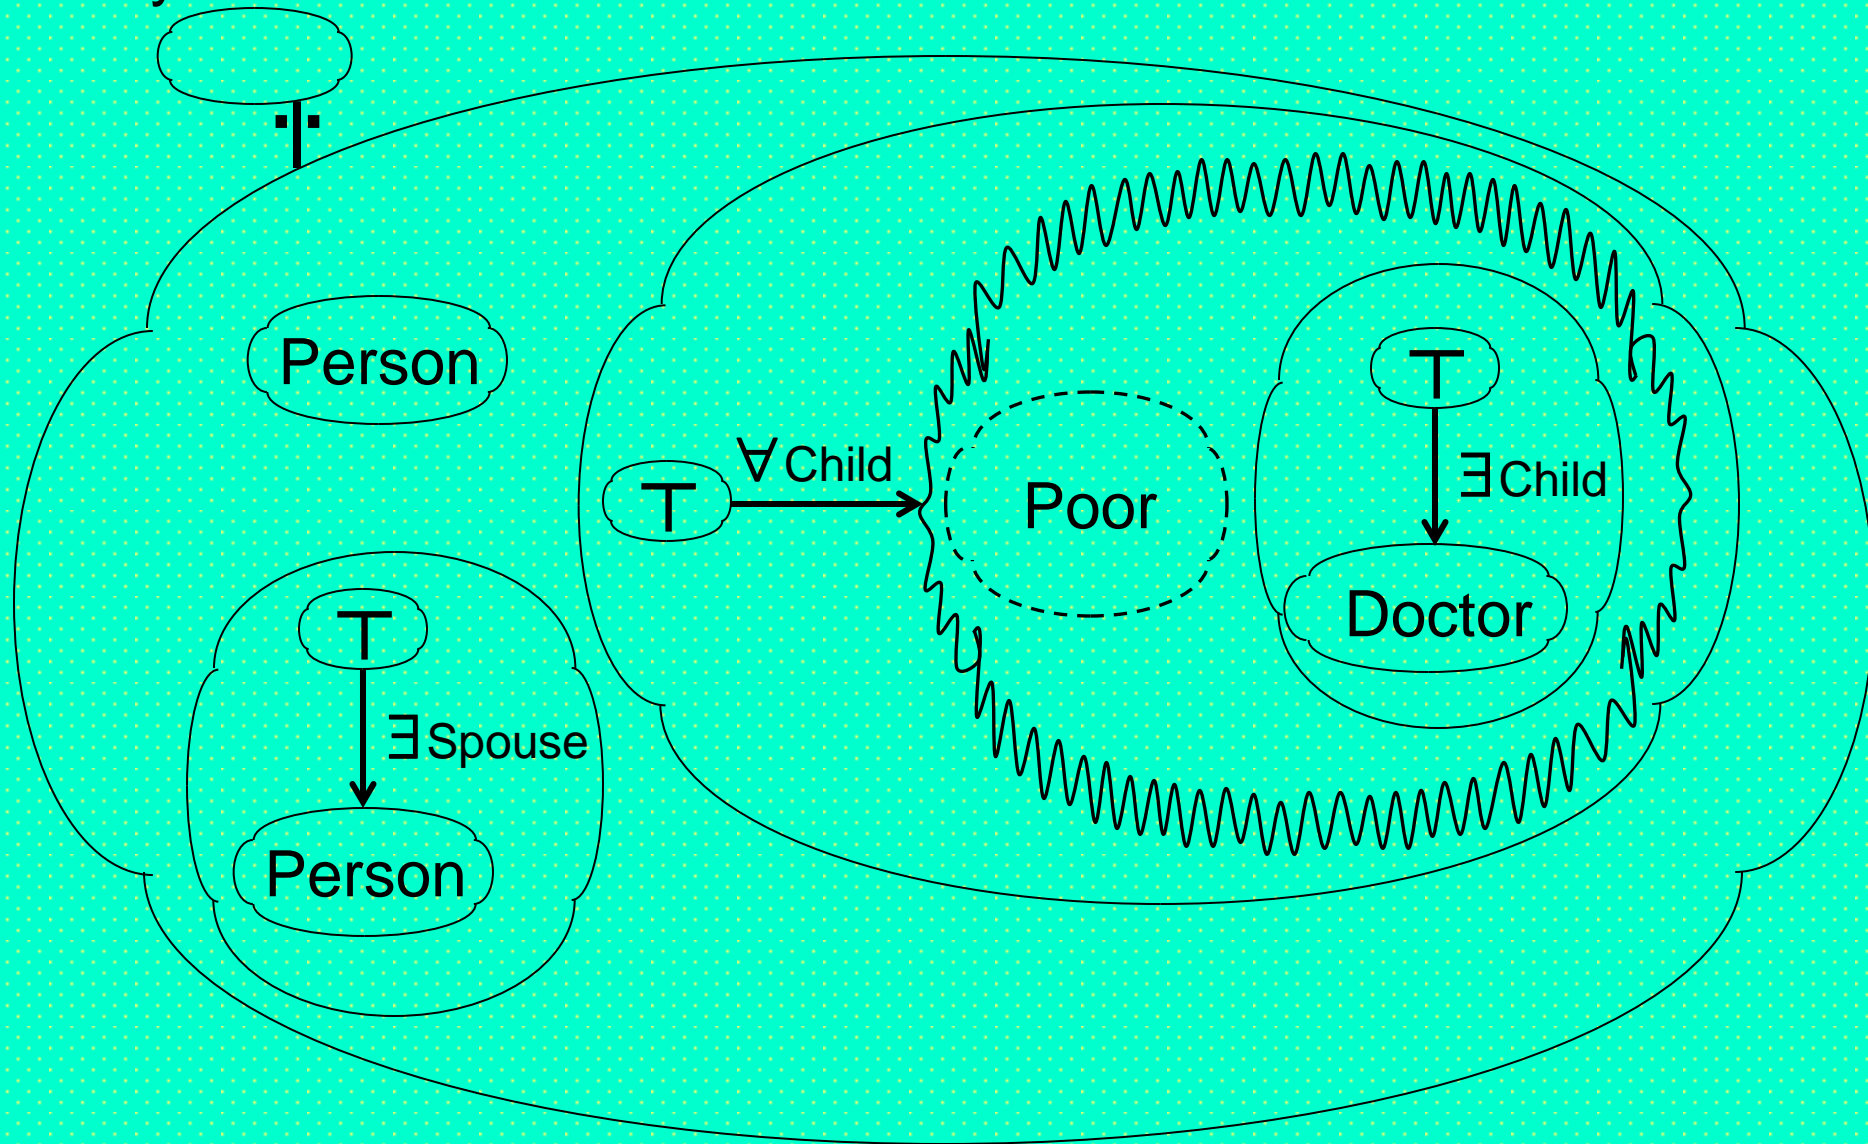 Person
T
∀ Child
Poor
T
∃ Child
Doctor
T
∃ Spouse
Person